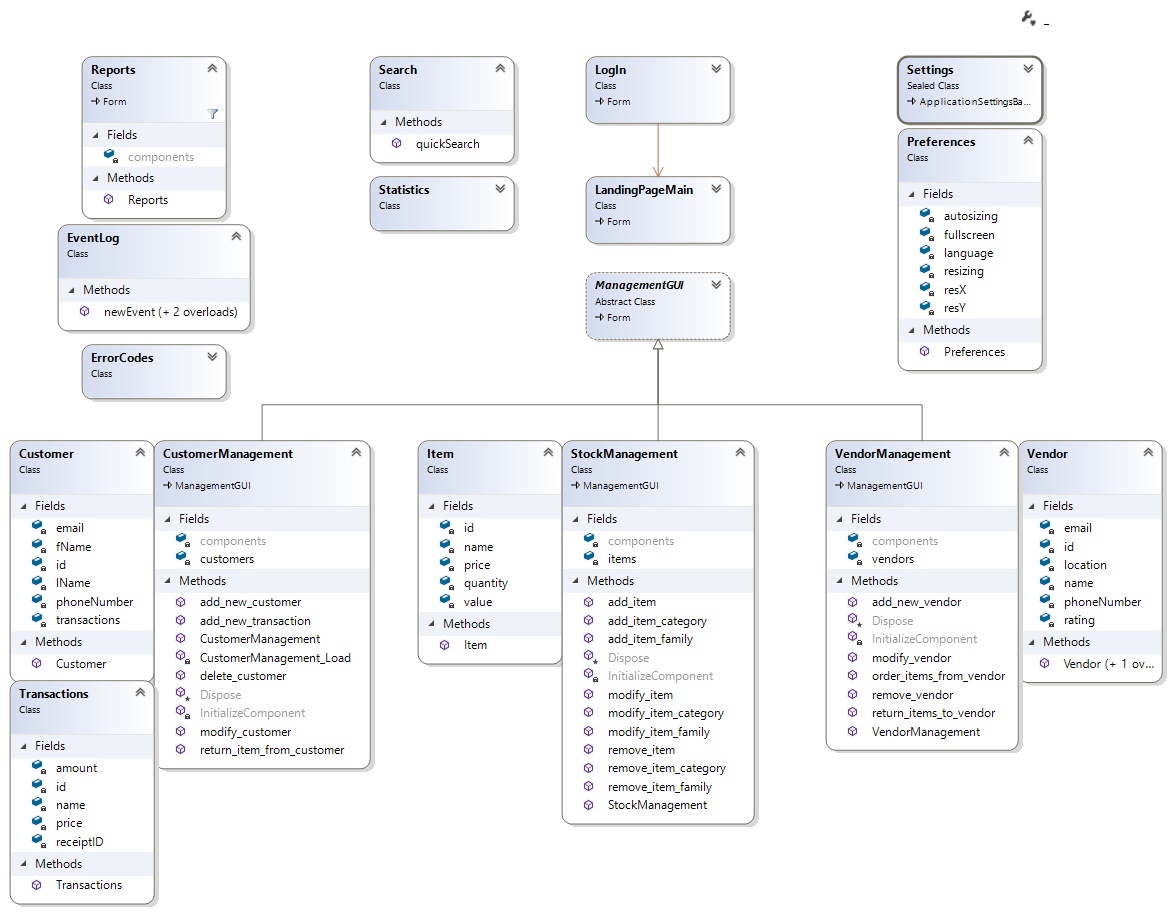 Reports
Class
Form
Fields
components
Methods
Reports
Search
Class
Methods
quickSearch
LogIn
Class
Form
Settings
Sealed Class
ApplicationSettingsBa...
Statistics
Class
LandingPageMain
Class
Form
Preferences
Class
Fields
autosizing
fullscreen
language
resizing
resX
resY
Methods
Preferences
EventLog
Class
Methods
newEvent (+ 2 overloads)
ManagementGUI
Abstract Class
Form
ErrorCodes
Class
Customer
Class
Fields
email
fName
id
lName
phoneNumber
transactions
Methods
Customer
Transactions
Class
Fields
amount
id
name
price
receiptID
Methods
Transactions
CustomerManagement
Class
ManagementGUI
Fields
components
customers
Methods
add_new_customer
add_new_transaction
CustomerManagement
CustomerManagement_Load
delete_customer
Dispose
InitializeComponent
modify_customer
return_item_from_customer
Item
Class
Fields
id
name
price
quantity
value
Methods
Item
StockManagement
Class
ManagementGUI
Fields
components
items
Methods
add_item
add_item_category
add_item_family
Dispose
InitializeComponent
modify_item
modify_item_category
modify_item_family
remove_item
remove_item_category
remove_item_family
StockManagement
VendorManagement
Class
ManagementGUI
Fields
components
vendors
Methods
add_new_vendor
Dispose
InitializeComponent
modify_vendor
order_items_from_vendor
remove_vendor
return_items_to_vendor
VendorManagement
Vendor
Class
Fields
email
id
location
name
phoneNumber
rating
Methods
Vendor (+ 1 ov...